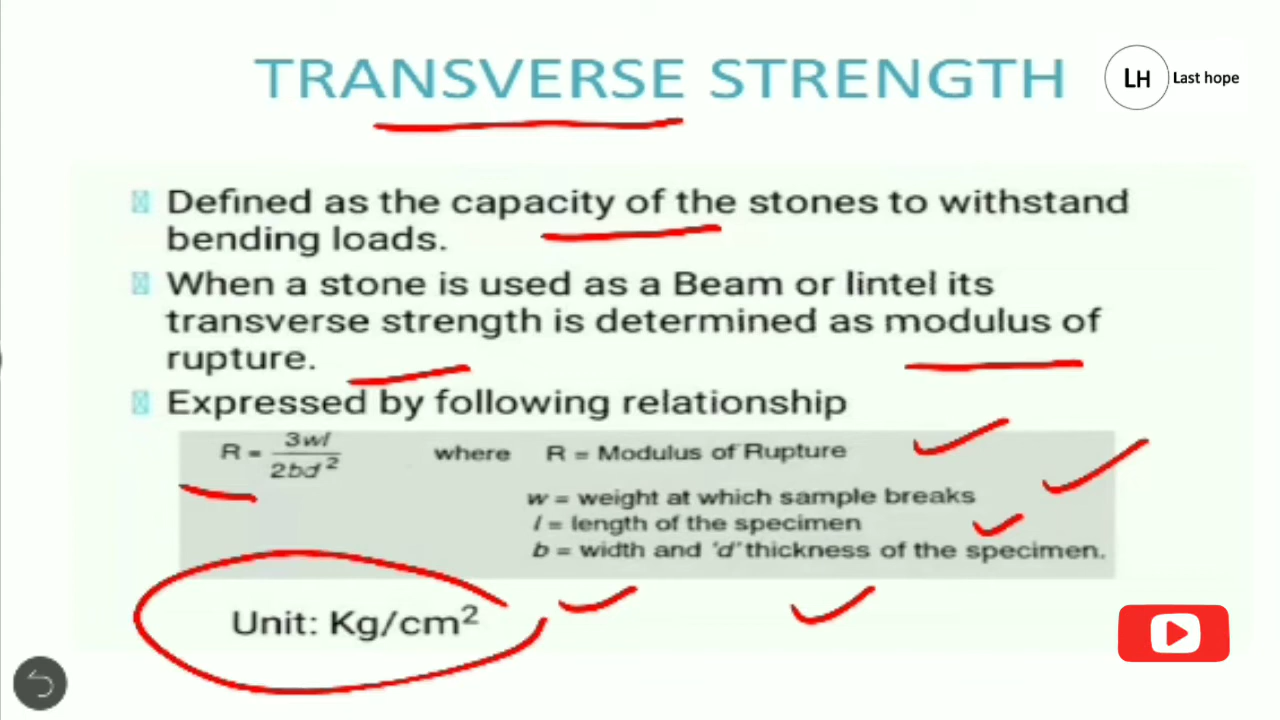 TRANSVERSE STRENGTH
LH Last hope
Defined as the capacity of the stones to withstand
bending loads.
When a stone is used as a Beam or lintel its
transverse strength is determined as modulus of
rupture.
Expressed by following relationship
R = 3wl / 2bd² where R = Modulus of Rupture
w = weight at which sample breaks
l = length of the specimen
b = width and 'd' thickness of the specimen.
Unit: Kg/cm²